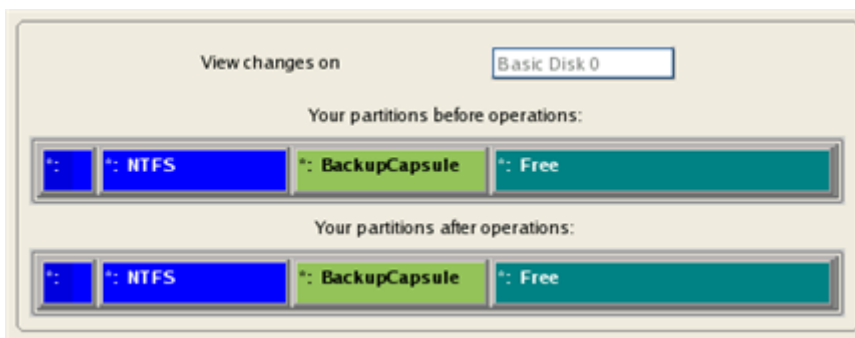 View changes on Basic Disk 0
Your partitions before operations:
*: *: NTFS *: BackupCapsule *: Free
Your partitions after operations:
*: *: NTFS *: BackupCapsule *: Free